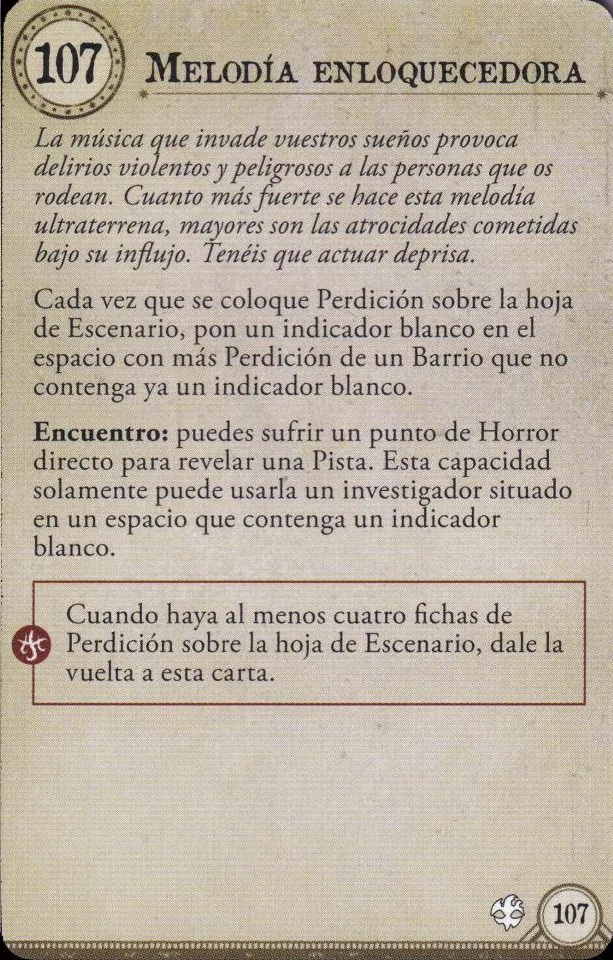 107
MELODÍA ENLOQUECEDORA
La música que invade vuestros sueños provoca
delirios violentos y peligrosos a las personas que os
rodean. Cuanto más fuerte se hace esta melodía
ultraterrena, mayores son las atrocidades cometidas
bajo su influjo. Tenéis que actuar deprisa.
Cada vez que se coloque Perdición sobre la hoja
de Escenario, pon un indicador blanco en el
espacio con más Perdición de un Barrio que no
contenga ya un indicador blanco.
Encuentro: puedes sufrir un punto de Horror
directo para revelar una Pista. Esta capacidad
solamente puede usarla un investigador situado
en un espacio que contenga un indicador
blanco.
Cuando haya al menos cuatro fichas de
Perdición sobre la hoja de Escenario, dale la
vuelta a esta carta.
107